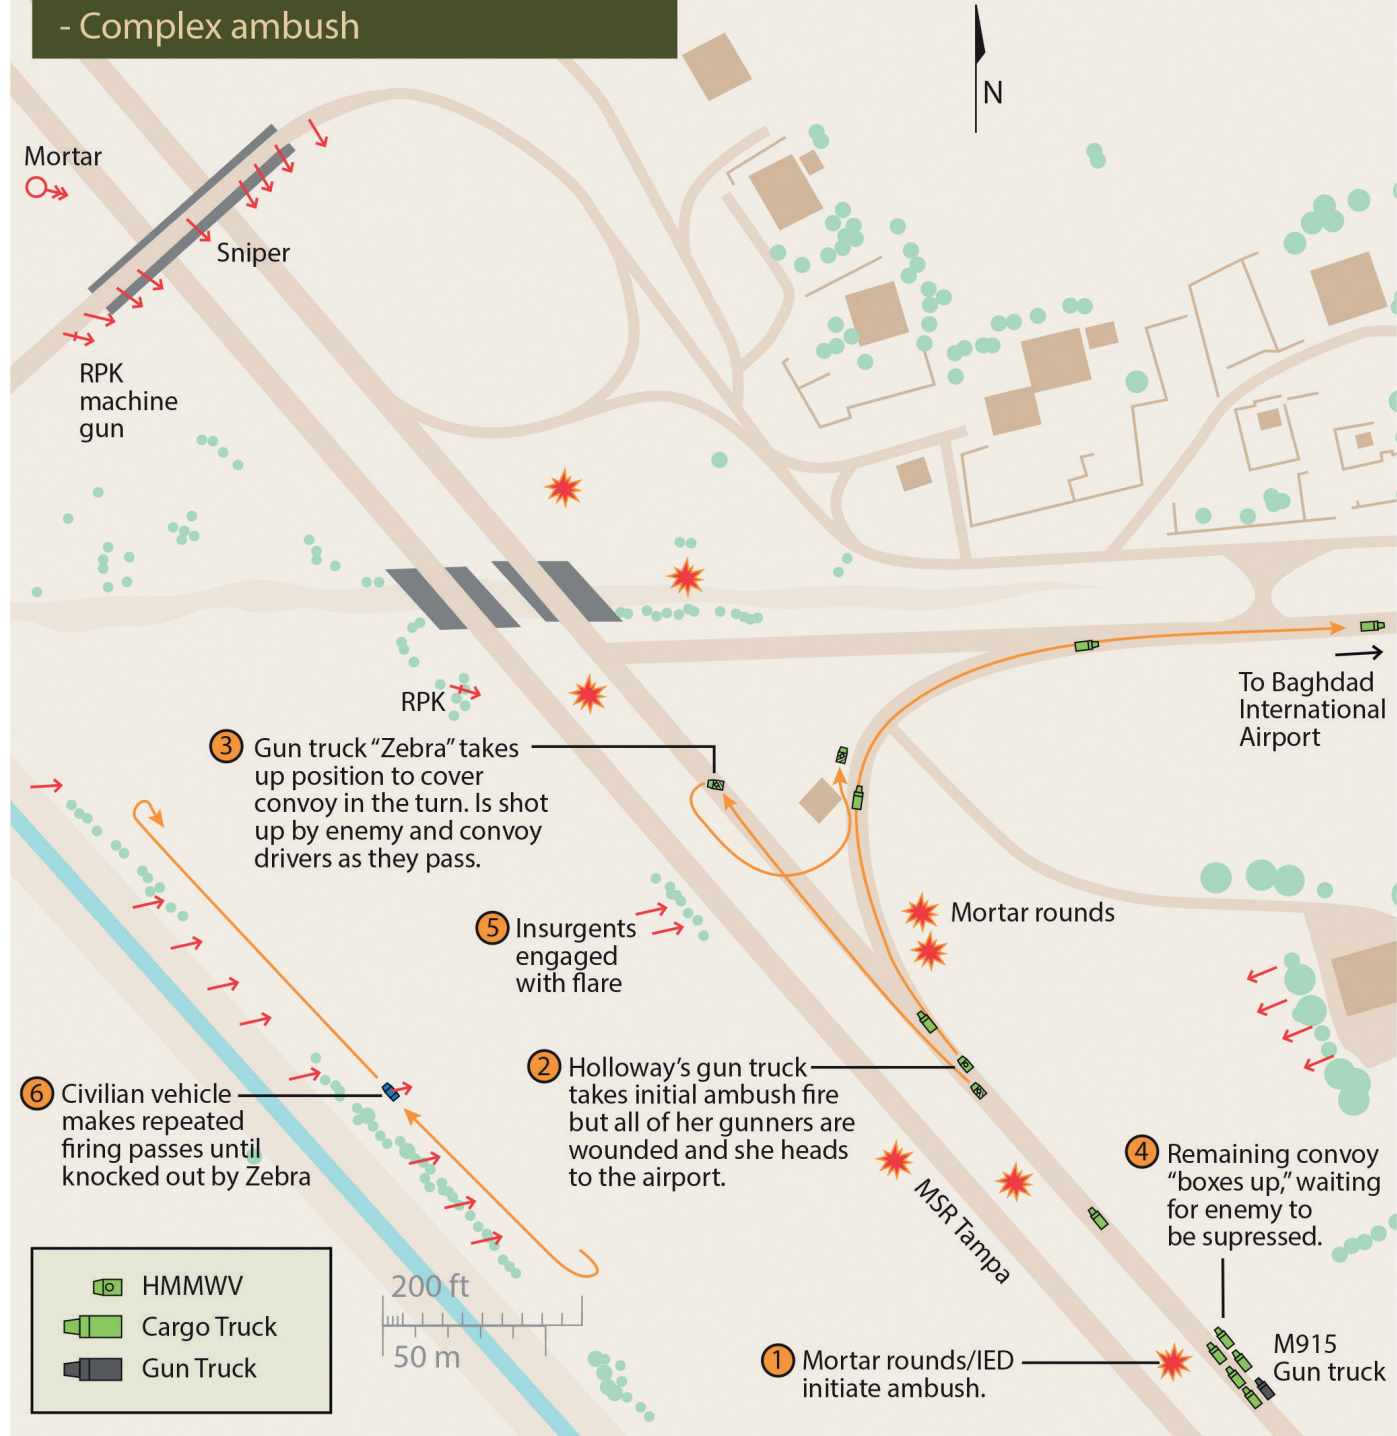 - Complex ambush
N
Mortar
Sniper
RPK
machine
gun
RPK
To Baghdad
International
Airport
3 Gun truck “Zebra” takes
up position to cover
convoy in the turn. Is shot
up by enemy and convoy
drivers as they pass.
Mortar rounds
5 Insurgents
engaged
with flare
2 Holloway’s gun truck
takes initial ambush fire
but all of her gunners are
wounded and she heads
to the airport.
6 Civilian vehicle
makes repeated
firing passes until
knocked out by Zebra
4 Remaining convoy
“boxes up,” waiting
for enemy to
be supressed.
MSR Tampa
HMMWV
Cargo Truck
Gun Truck
200 ft
50 m
1 Mortar rounds/IED
initiate ambush.
M915
Gun truck